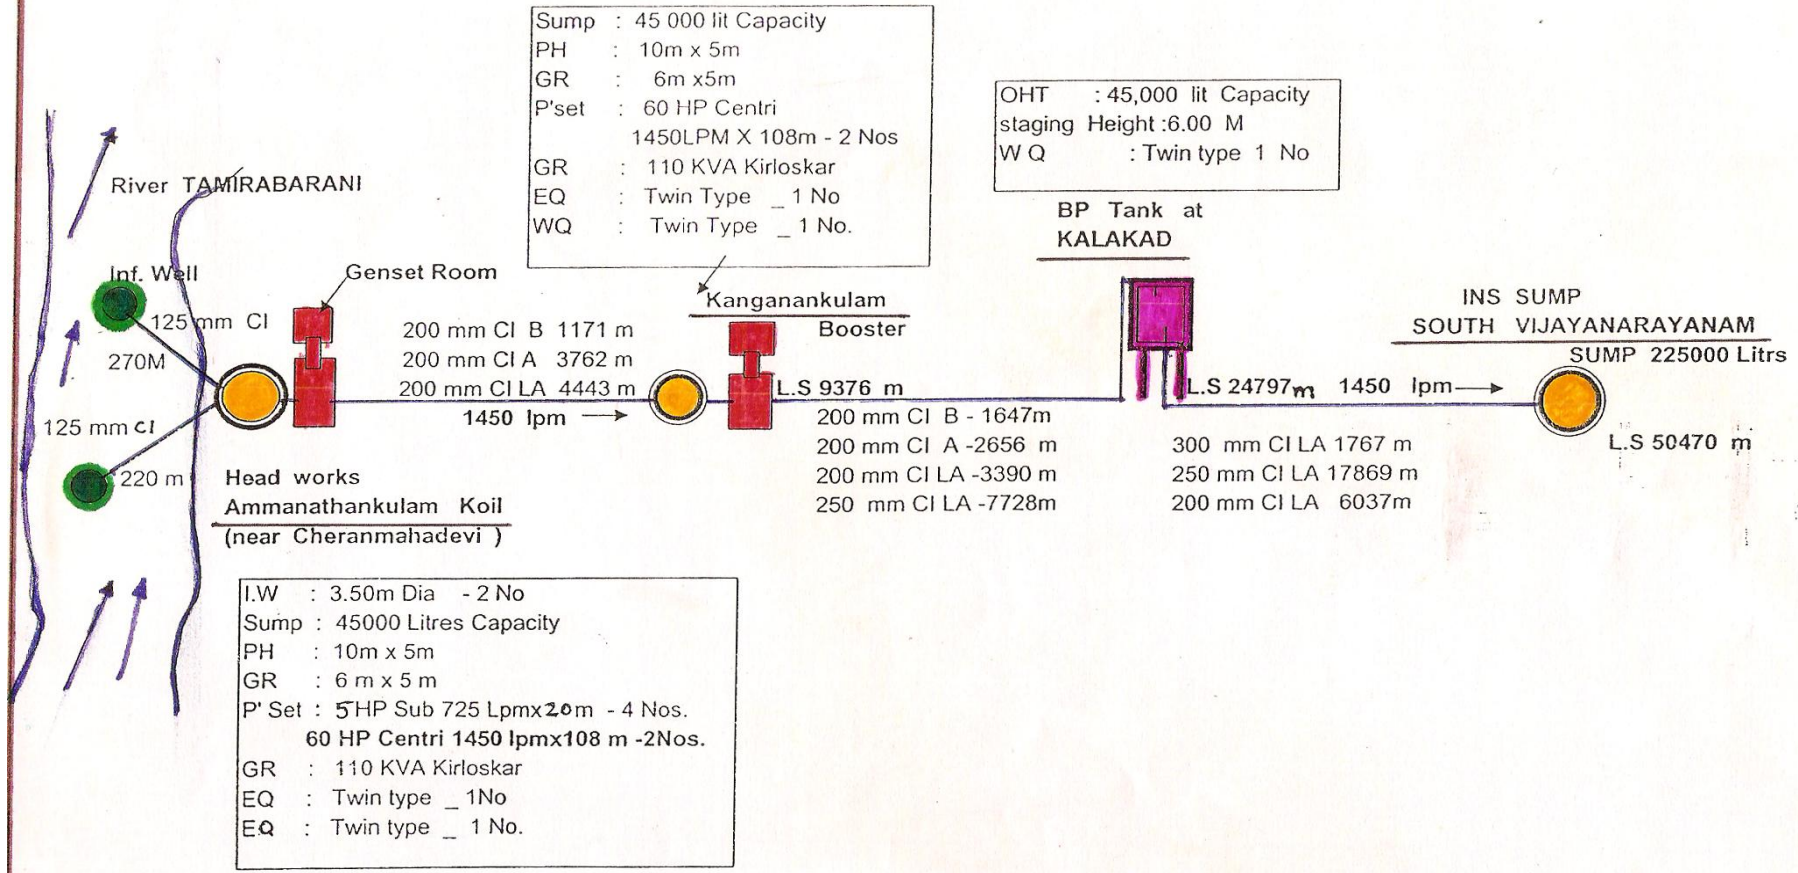 Sump : 45 000 lit Capacity
PH : 10m x 5m
GR : 6m x5m
P'set : 60 HP Centri
1450LPM X 108m - 2 Nos
GR : 110 KVA Kirloskar
EQ : Twin Type _ 1 No
WQ : Twin Type _ 1 No.
OHT : 45,000 lit Capacity
staging Height :6.00 M
W Q : Twin type 1 No
River TAMIRABARANI
BP Tank at
KALAKAD
Inf. Well
Genset Room
Kanganankulam
Booster
INS SUMP
SOUTH VIJAYANARAYANAM
SUMP 225000 Litrs
125 mm CI
270M
200 mm CI B 1171 m
200 mm CI A 3762 m
200 mm CI LA 4443 m
1450 lpm
L.S 9376 m
200 mm CI B - 1647m
200 mm CI A -2656 m
200 mm CI LA -3390 m
250 mm CI LA -7728m
L.S 24797m 1450 lpm
300 mm CI LA 1767 m
250 mm CI LA 17869 m
200 mm CI LA 6037m
L.S 50470 m
125 mm CI
220 m
Head works
Ammanathankulam Koil
(near Cheranmahadevi )
I.W : 3.50m Dia - 2 No
Sump : 45000 Litres Capacity
PH : 10m x 5m
GR : 6 m x 5 m
P' Set : 5HP Sub 725 Lpmx20m - 4 Nos.
60 HP Centri 1450 lpmx108 m -2Nos.
GR : 110 KVA Kirloskar
EQ : Twin type _ 1No
EQ : Twin type _ 1 No.